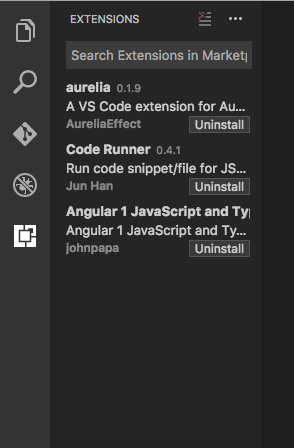 EXTENSIONS
Search Extensions in Market
aurelia 0.1.9
A VS Code extension for Au...
AureliaEffect Uninstall
Code Runner 0.4.1
Run code snippet/file for JS...
Jun Han Uninstall
Angular 1 JavaScript and Typ
Angular 1 JavaScript and Ty...
johnpapa Uninstall